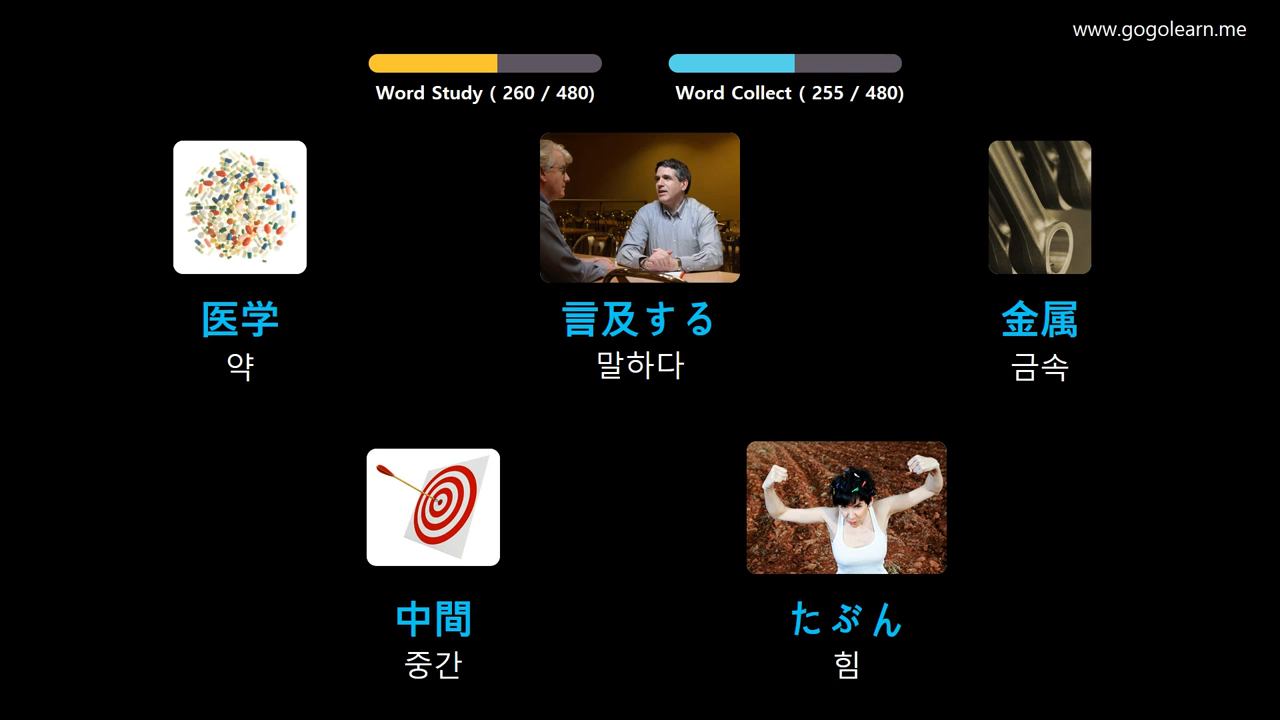 www.gogolearn.me
Word Study ( 260 / 480)
Word Collect ( 255 / 480)
医学
약
言及する
말하다
金属
금속
中間
중간
たぶん
힘